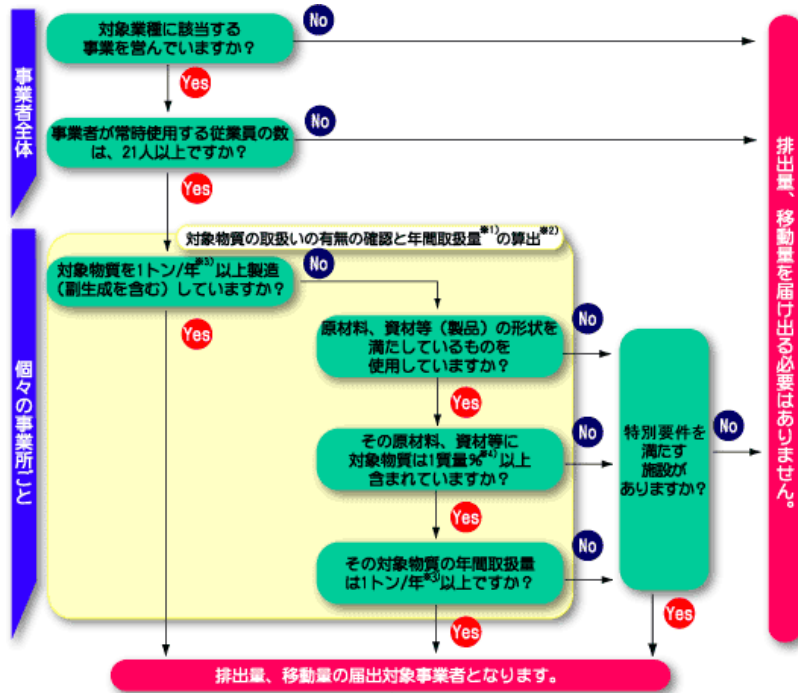 対象業種に該当する
事業を営んでいますか？
No
Yes
事業者全体
事業者が常時使用する従業員の数
は、21人以上ですか？
No
Yes
対象物質の取扱いの有無の確認と年間取扱量※1)の算出※2)
対象物質を1トン/年※3)以上製造
（副生成を含む）していますか？
No
Yes
原材料、資材等（製品）の形状を
満たしているものを
使用していますか？
No
Yes
個々の事業所ごと
その原材料、資材等に
対象物質は1質量%※4)以上
含まれていますか？
No
Yes
その対象物質の年間取扱量
は1トン/年※3)以上ですか？
No
Yes
特別要件を
満たす
施設が
ありますか？
No
Yes
排出量、移動量を届け出る必要はありません。
排出量、移動量の届出対象事業者となります。